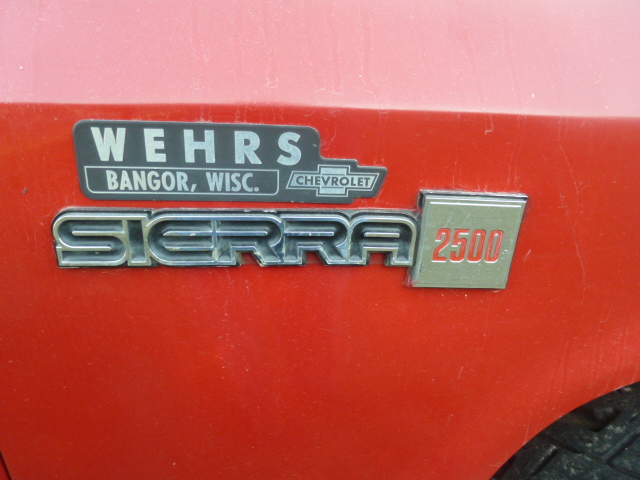 WEHRS
BANGOR, WISC.
CHEVROLET
SIERRA 2500